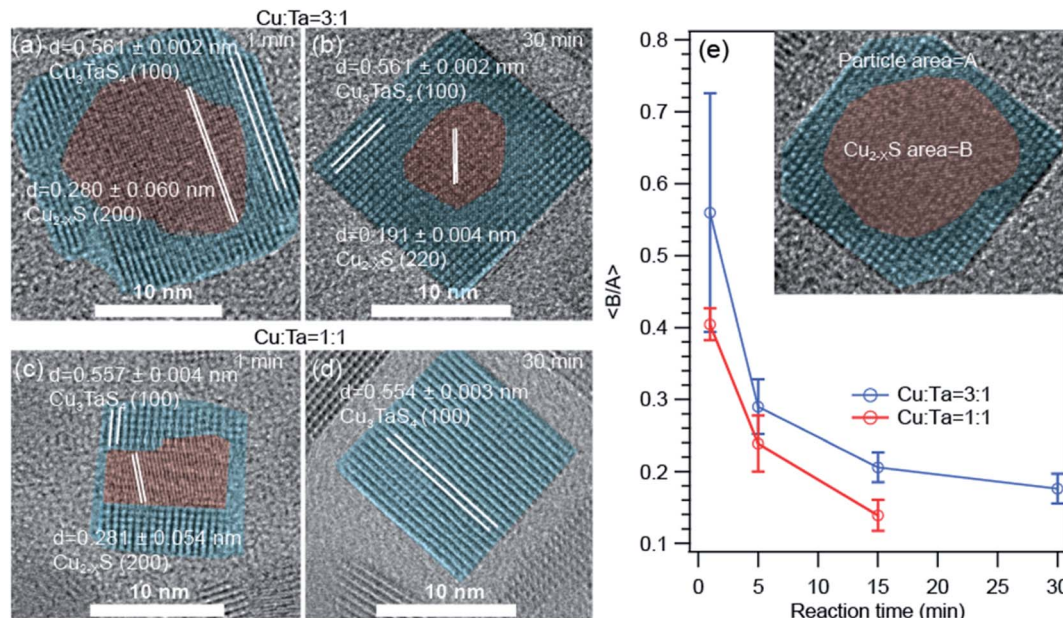 Cu:Ta=3:1
(a)
d=0.561 ± 0.002 nm
1 min
Cu₃TaS₄ (100)
d=0.280 ± 0.060 nm
Cu₂₋ₓS (200)
10 nm
(b)
30 min
d=0.561 ± 0.002 nm
Cu₃TaS₄ (100)
d=0.191 ± 0.004 nm
Cu₂₋ₓS (220)
10 nm
Cu:Ta=1:1
(c)
1 min
d=0.557 ± 0.004 nm
Cu₃TaS₄ (100)
d=0.281 ± 0.054 nm
Cu₂₋ₓS (200)
10 nm
(d)
30 min
d=0.554 ± 0.003 nm
Cu₃TaS₄ (100)
10 nm
(e)
Particle area=A
Cu₂₋ₓS area=B
<B/A>
0.8
0.7
0.6
0.5
0.4
0.3
0.2
0.1
Cu:Ta=3:1
Cu:Ta=1:1
0 5 10 15 20 25 30
Reaction time (min)